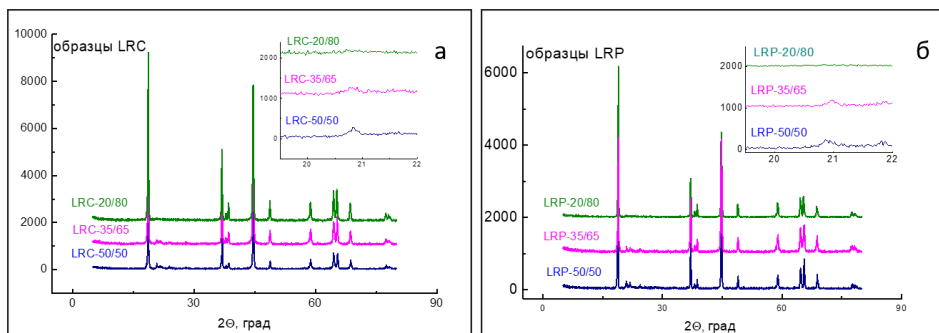 образцы LRC
а
10000
8000
6000
4000
2000
0
LRC-20/80
LRC-35/65
LRC-50/50
0
30
60
90
2Θ, град
LRC-20/80
LRC-35/65
LRC-50/50
2000
1000
0
20
21
22
образцы LRP
б
6000
4000
2000
0
LRP-20/80
LRP-35/65
LRP-50/50
0
30
60
90
2Θ, град
LRP-20/80
LRP-35/65
LRP-50/50
2000
1000
0
20
21
22